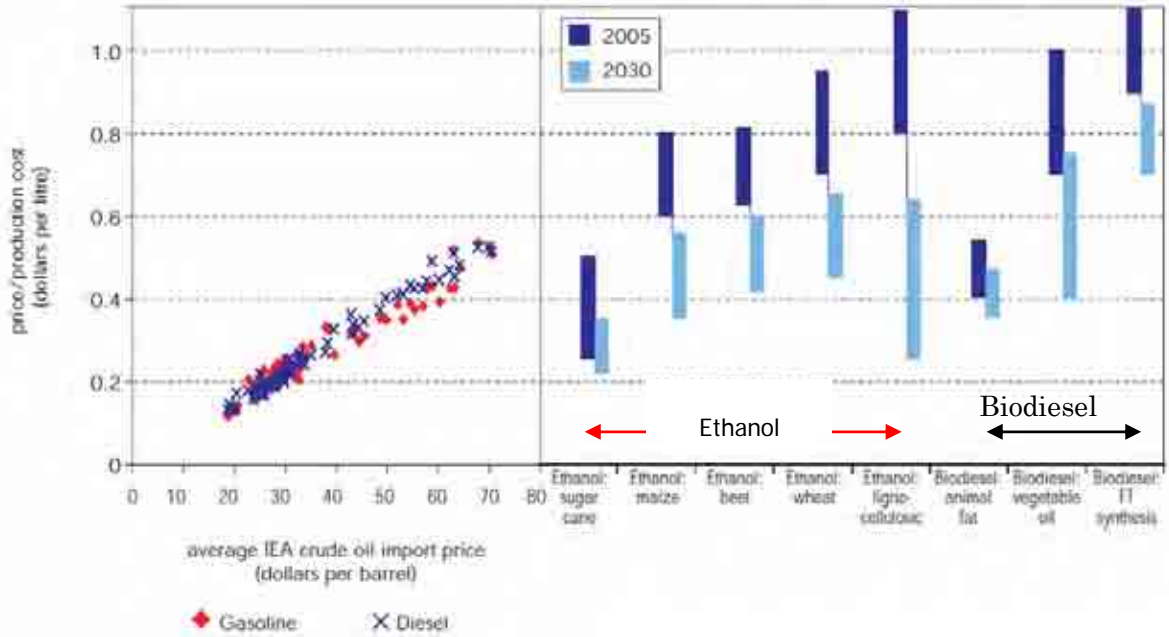 price/production cost
(dollars per litre)
1.0
0.8
0.6
0.4
0.2
0
0 10 20 30 40 50 60 70 80
average IEA crude oil import price
(dollars per barrel)
Gasoline
Diesel
2005
2030
Ethanol
Biodiesel
Ethanol:
sugar
cane
Ethanol:
maize
Ethanol:
beet
Ethanol:
wheat
Ethanol:
ligno-
cellulosic
Biodiesel:
animal
fat
Biodiesel:
vegetable
oil
Biodiesel:
FT
synthesis